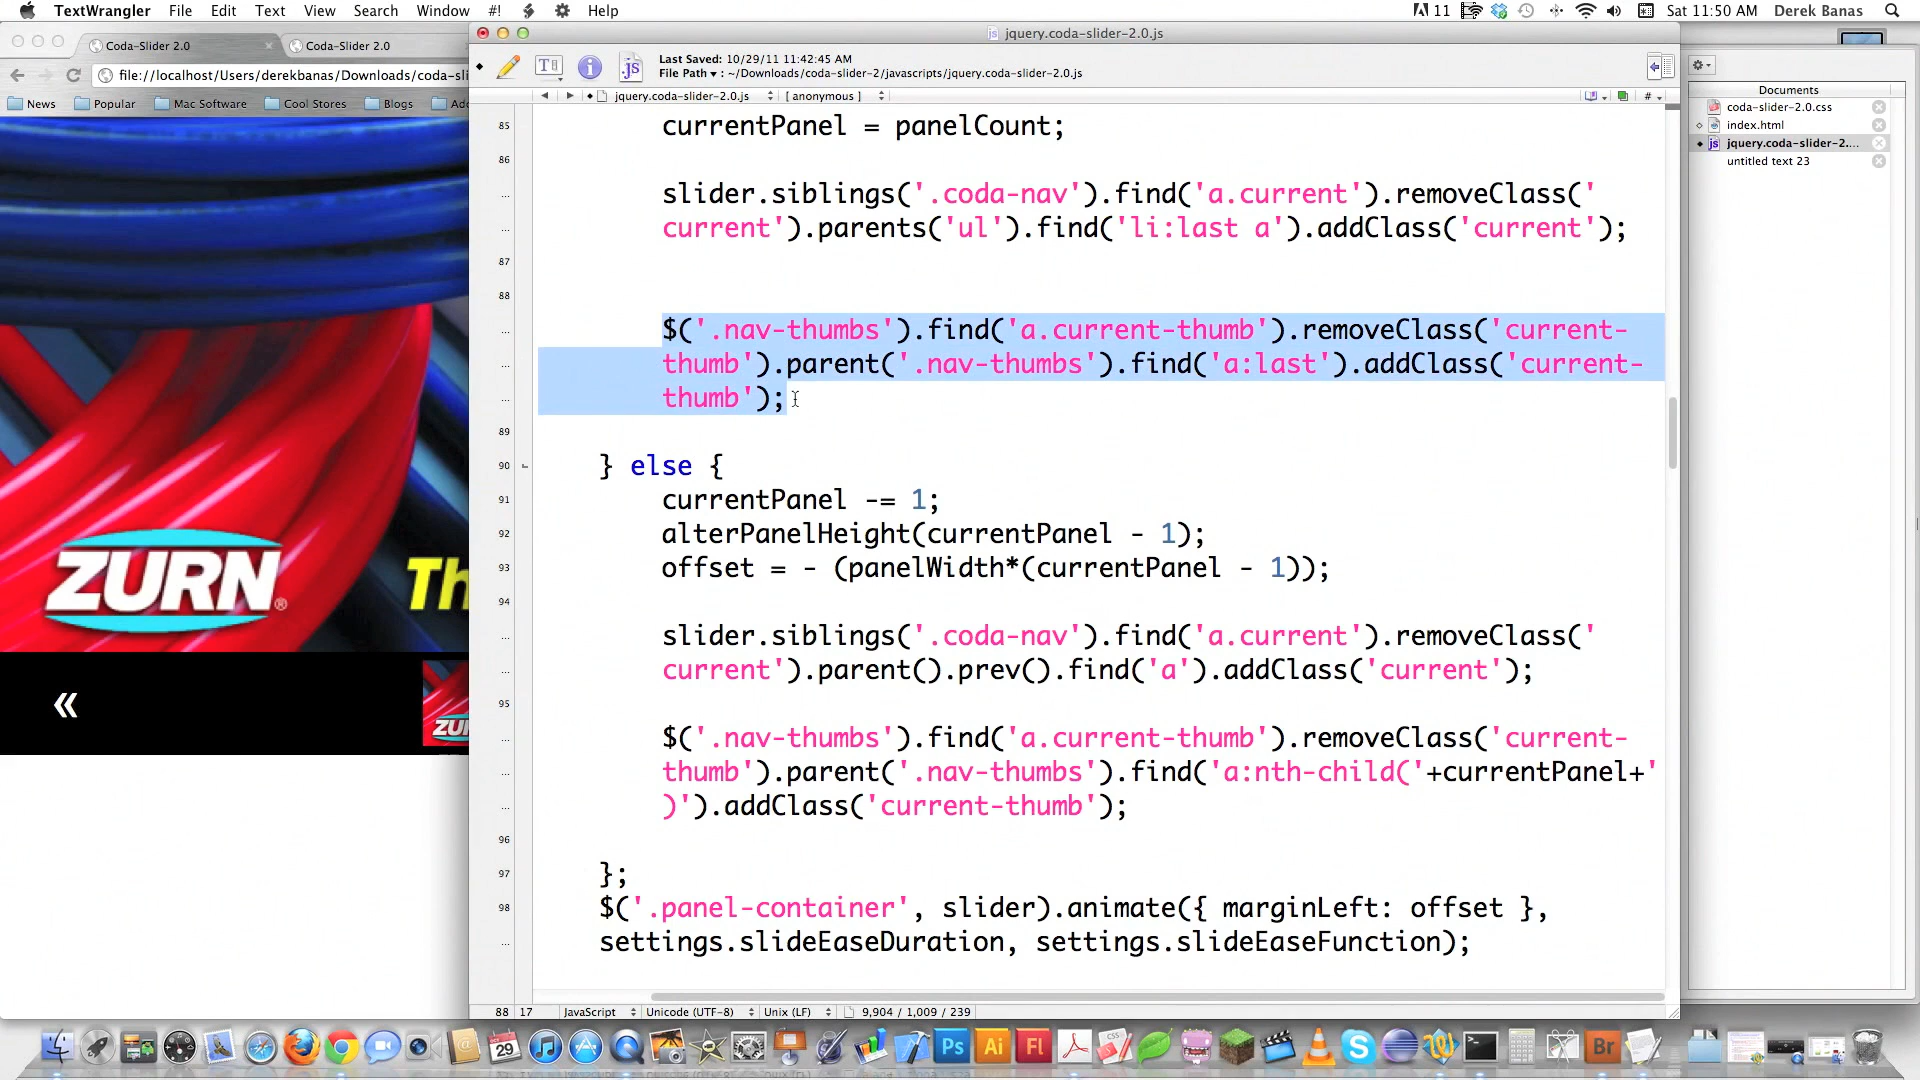 TextWrangler File Edit Text View Search Window #! Help
11 Sat 11:50 AM Derek Banas
Coda-Slider 2.0
Coda-Slider 2.0
file://localhost/Users/derekbanas/Downloads/coda-sl
News Popular Mac Software Cool Stores Blogs
jquery.coda-slider-2.0.js
Last Saved: 10/29/11 11:42:45 AM
File Path ▾ : ~/Downloads/coda-slider-2/javascripts/jquery.coda-slider-2.0.js
jquery.coda-slider-2.0.js [ anonymous ]
85 currentPanel = panelCount;
86
... slider.siblings('.coda-nav').find('a.current').removeClass('
... current').parents('ul').find('li:last a').addClass('current');
87
88
... $('.nav-thumbs').find('a.current-thumb').removeClass('current-
... thumb').parent('.nav-thumbs').find('a:last').addClass('current-
... thumb');
89
90 } else {
91 currentPanel -= 1;
92 alterPanelHeight(currentPanel - 1);
93 offset = - (panelWidth*(currentPanel - 1));
94
... slider.siblings('.coda-nav').find('a.current').removeClass('
... current').parent().prev().find('a').addClass('current');
95
... $('.nav-thumbs').find('a.current-thumb').removeClass('current-
... thumb').parent('.nav-thumbs').find('a:nth-child('+currentPanel+'
... )').addClass('current-thumb');
96
97 };
98 $('.panel-container', slider).animate({ marginLeft: offset },
... settings.slideEaseDuration, settings.slideEaseFunction);
88 17 JavaScript Unicode (UTF-8) Unix (LF) 9,904 / 1,009 / 239
Documents
coda-slider-2.0.css
index.html
jquery.coda-slider-2....
untitled text 23
ZURN®
Th
«
ZU
29
Ps Ai Fl
Br